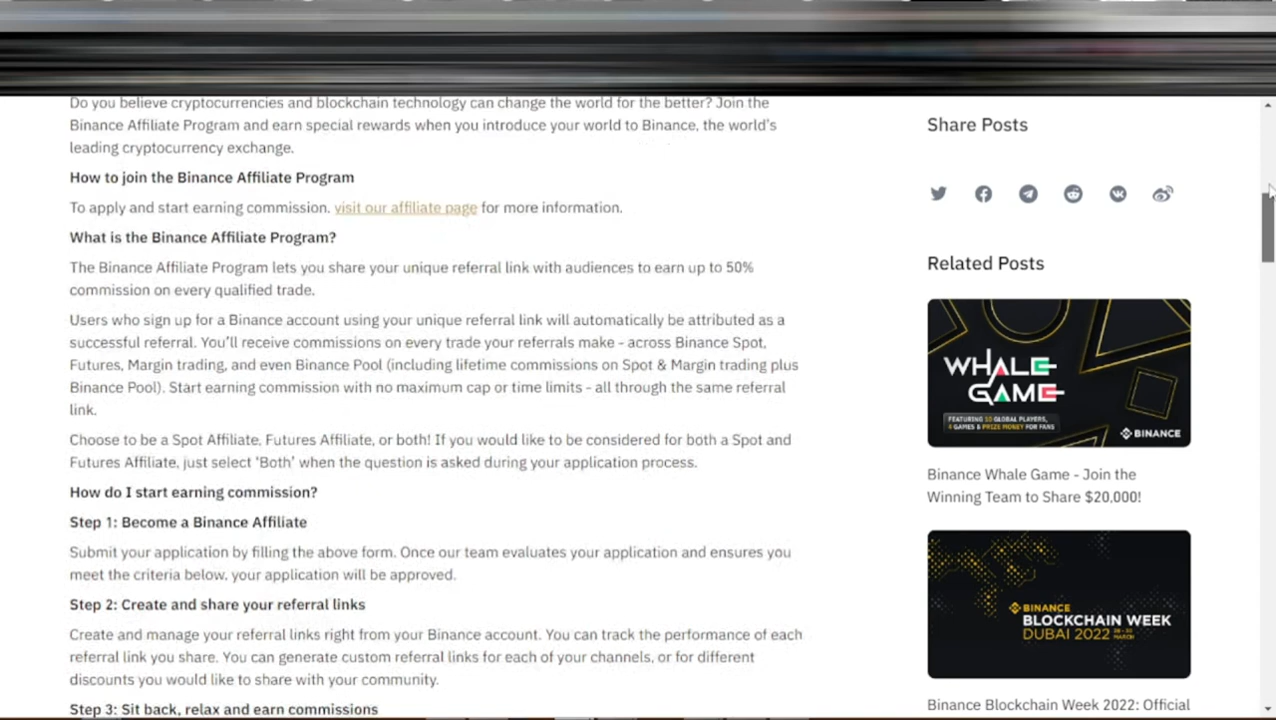 Do you believe cryptocurrencies and blockchain technology can change the world for the better? Join the
Binance Affiliate Program and earn special rewards when you introduce your world to Binance, the world's
leading cryptocurrency exchange.
How to join the Binance Affiliate Program
To apply and start earning commission, visit our affiliate page for more information.
What is the Binance Affiliate Program?
The Binance Affiliate Program lets you share your unique referral link with audiences to earn up to 50%
commission on every qualified trade.
Users who sign up for a Binance account using your unique referral link will automatically be attributed as a
successful referral. You'll receive commissions on every trade your referrals make - across Binance Spot,
Futures, Margin trading, and even Binance Pool (including lifetime commissions on Spot & Margin trading plus
Binance Pool). Start earning commission with no maximum cap or time limits - all through the same referral
link.
Choose to be a Spot Affiliate, Futures Affiliate, or both! If you would like to be considered for both a Spot and
Futures Affiliate, just select 'Both' when the question is asked during your application process.
How do I start earning commission?
Step 1: Become a Binance Affiliate
Submit your application by filling the above form. Once our team evaluates your application and ensures you
meet the criteria below, your application will be approved.
Step 2: Create and share your referral links
Create and manage your referral links right from your Binance account. You can track the performance of each
referral link you share. You can generate custom referral links for each of your channels, or for different
discounts you would like to share with your community.
Step 3: Sit back, relax and earn commissions
Share Posts
Related Posts
WHALE
GAME
FEATURING 10 GLOBAL PLAYERS,
4 GAMES & PRIZE MONEY FOR FANS
BINANCE
Binance Whale Game - Join the
Winning Team to Share $20,000!
BINANCE
BLOCKCHAIN WEEK
DUBAI 2022
MARCH
Binance Blockchain Week 2022: Official